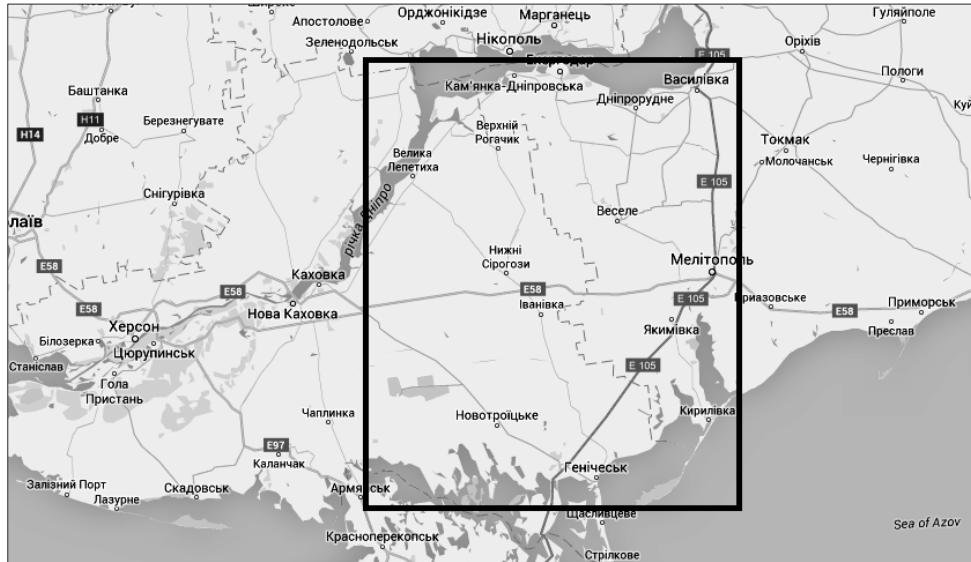 Апостолове
Орджонікідзе
Марганець
Гуляйполе
Зеленодольськ
Нікополь
E 105
Оріхів
Енергодар
Василівка
Пологи
Кам'янка-Дніпровська
Дніпрорудне
Баштанка
H11
Добре
Березнегувате
H14
Верхній
Рогачик
Токмак
Молочанськ
Чернігівка
Велика
Лепетиха
E 105
Снігурівка
річка Дніпро
Веселе
Нижні
Сірогози
Мелітополь
E58
Каховка
E58
E58
E58
E 105
Нова Каховка
Іванівка
Приазовське
E58
Приморськ
Херсон
Білозерка
Якимівка
Преслав
Цюрупинськ
Станіслав
E 105
Гола
Пристань
Чаплинка
Новотроїцьке
Кирилівка
E97
Каланчак
Генічеськ
Залізний Порт
Скадовськ
Армянськ
Лазурне
Щасливцеве
Sea of Azov
Красноперекопськ
Стрілкове